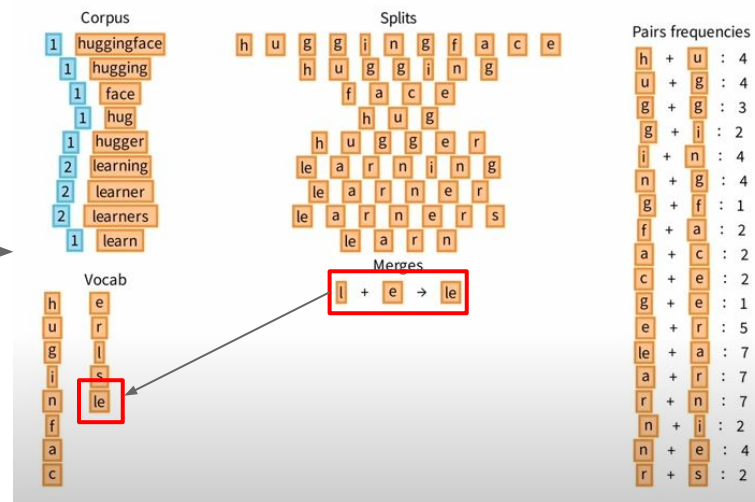 Corpus
1 huggingface
1 hugging
1 face
1 hug
1 hugger
2 learning
2 learner
2 learners
1 learn
Splits
h u g g i n g f a c e
h u g g i n g
f a c e
h u g
h u g g e r
le a r n i n g
le a r n e r
le a r n e r s
le a r n
Merges
l + e → le
Vocab
h e
u r
g l
i s
n le
f
a
c
Pairs frequencies
h + u : 4
u + g : 4
g + g : 3
g + i : 2
i + n : 4
n + g : 4
g + f : 1
f + a : 2
a + c : 2
c + e : 2
g + e : 1
e + r : 5
le + a : 7
a + r : 7
r + n : 7
n + i : 2
n + e : 4
r + s : 2